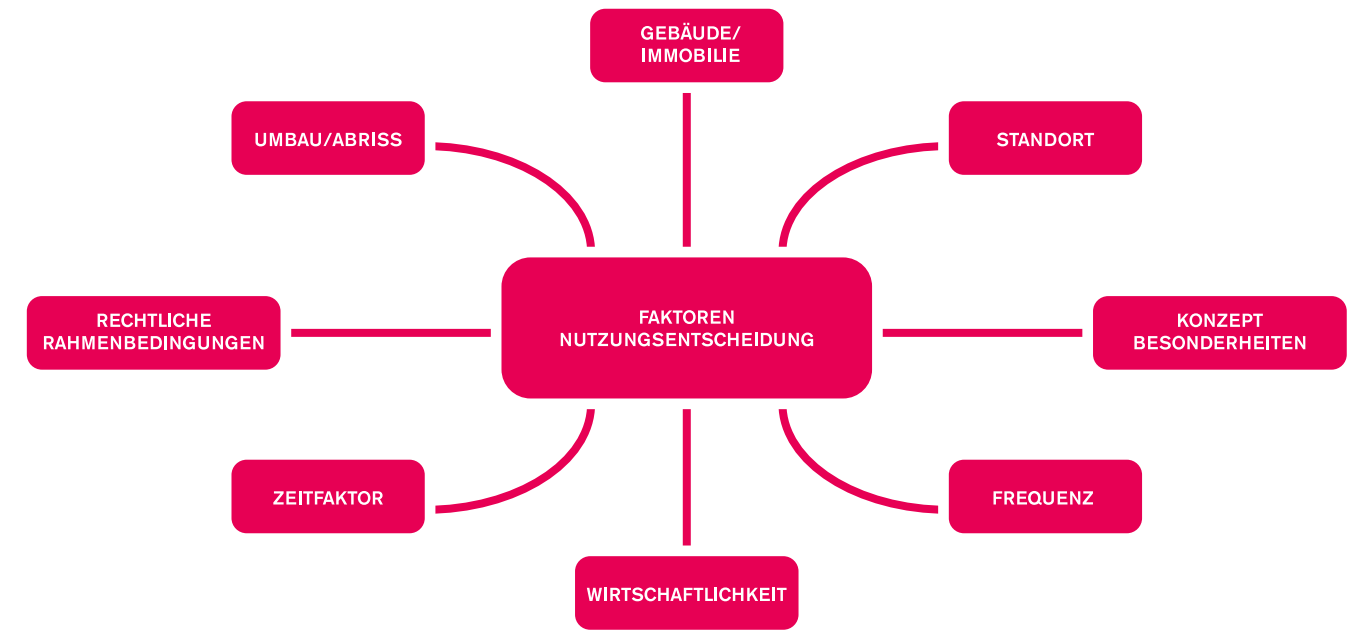 GEBÄUDE/
IMMOBILIE
UMBAU/ABRISS
STANDORT
RECHTLICHE
RAHMENBEDINGUNGEN
FAKTOREN
NUTZUNGSENTSCHEIDUNG
KONZEPT
BESONDERHEITEN
ZEITFAKTOR
FREQUENZ
WIRTSCHAFTLICHKEIT